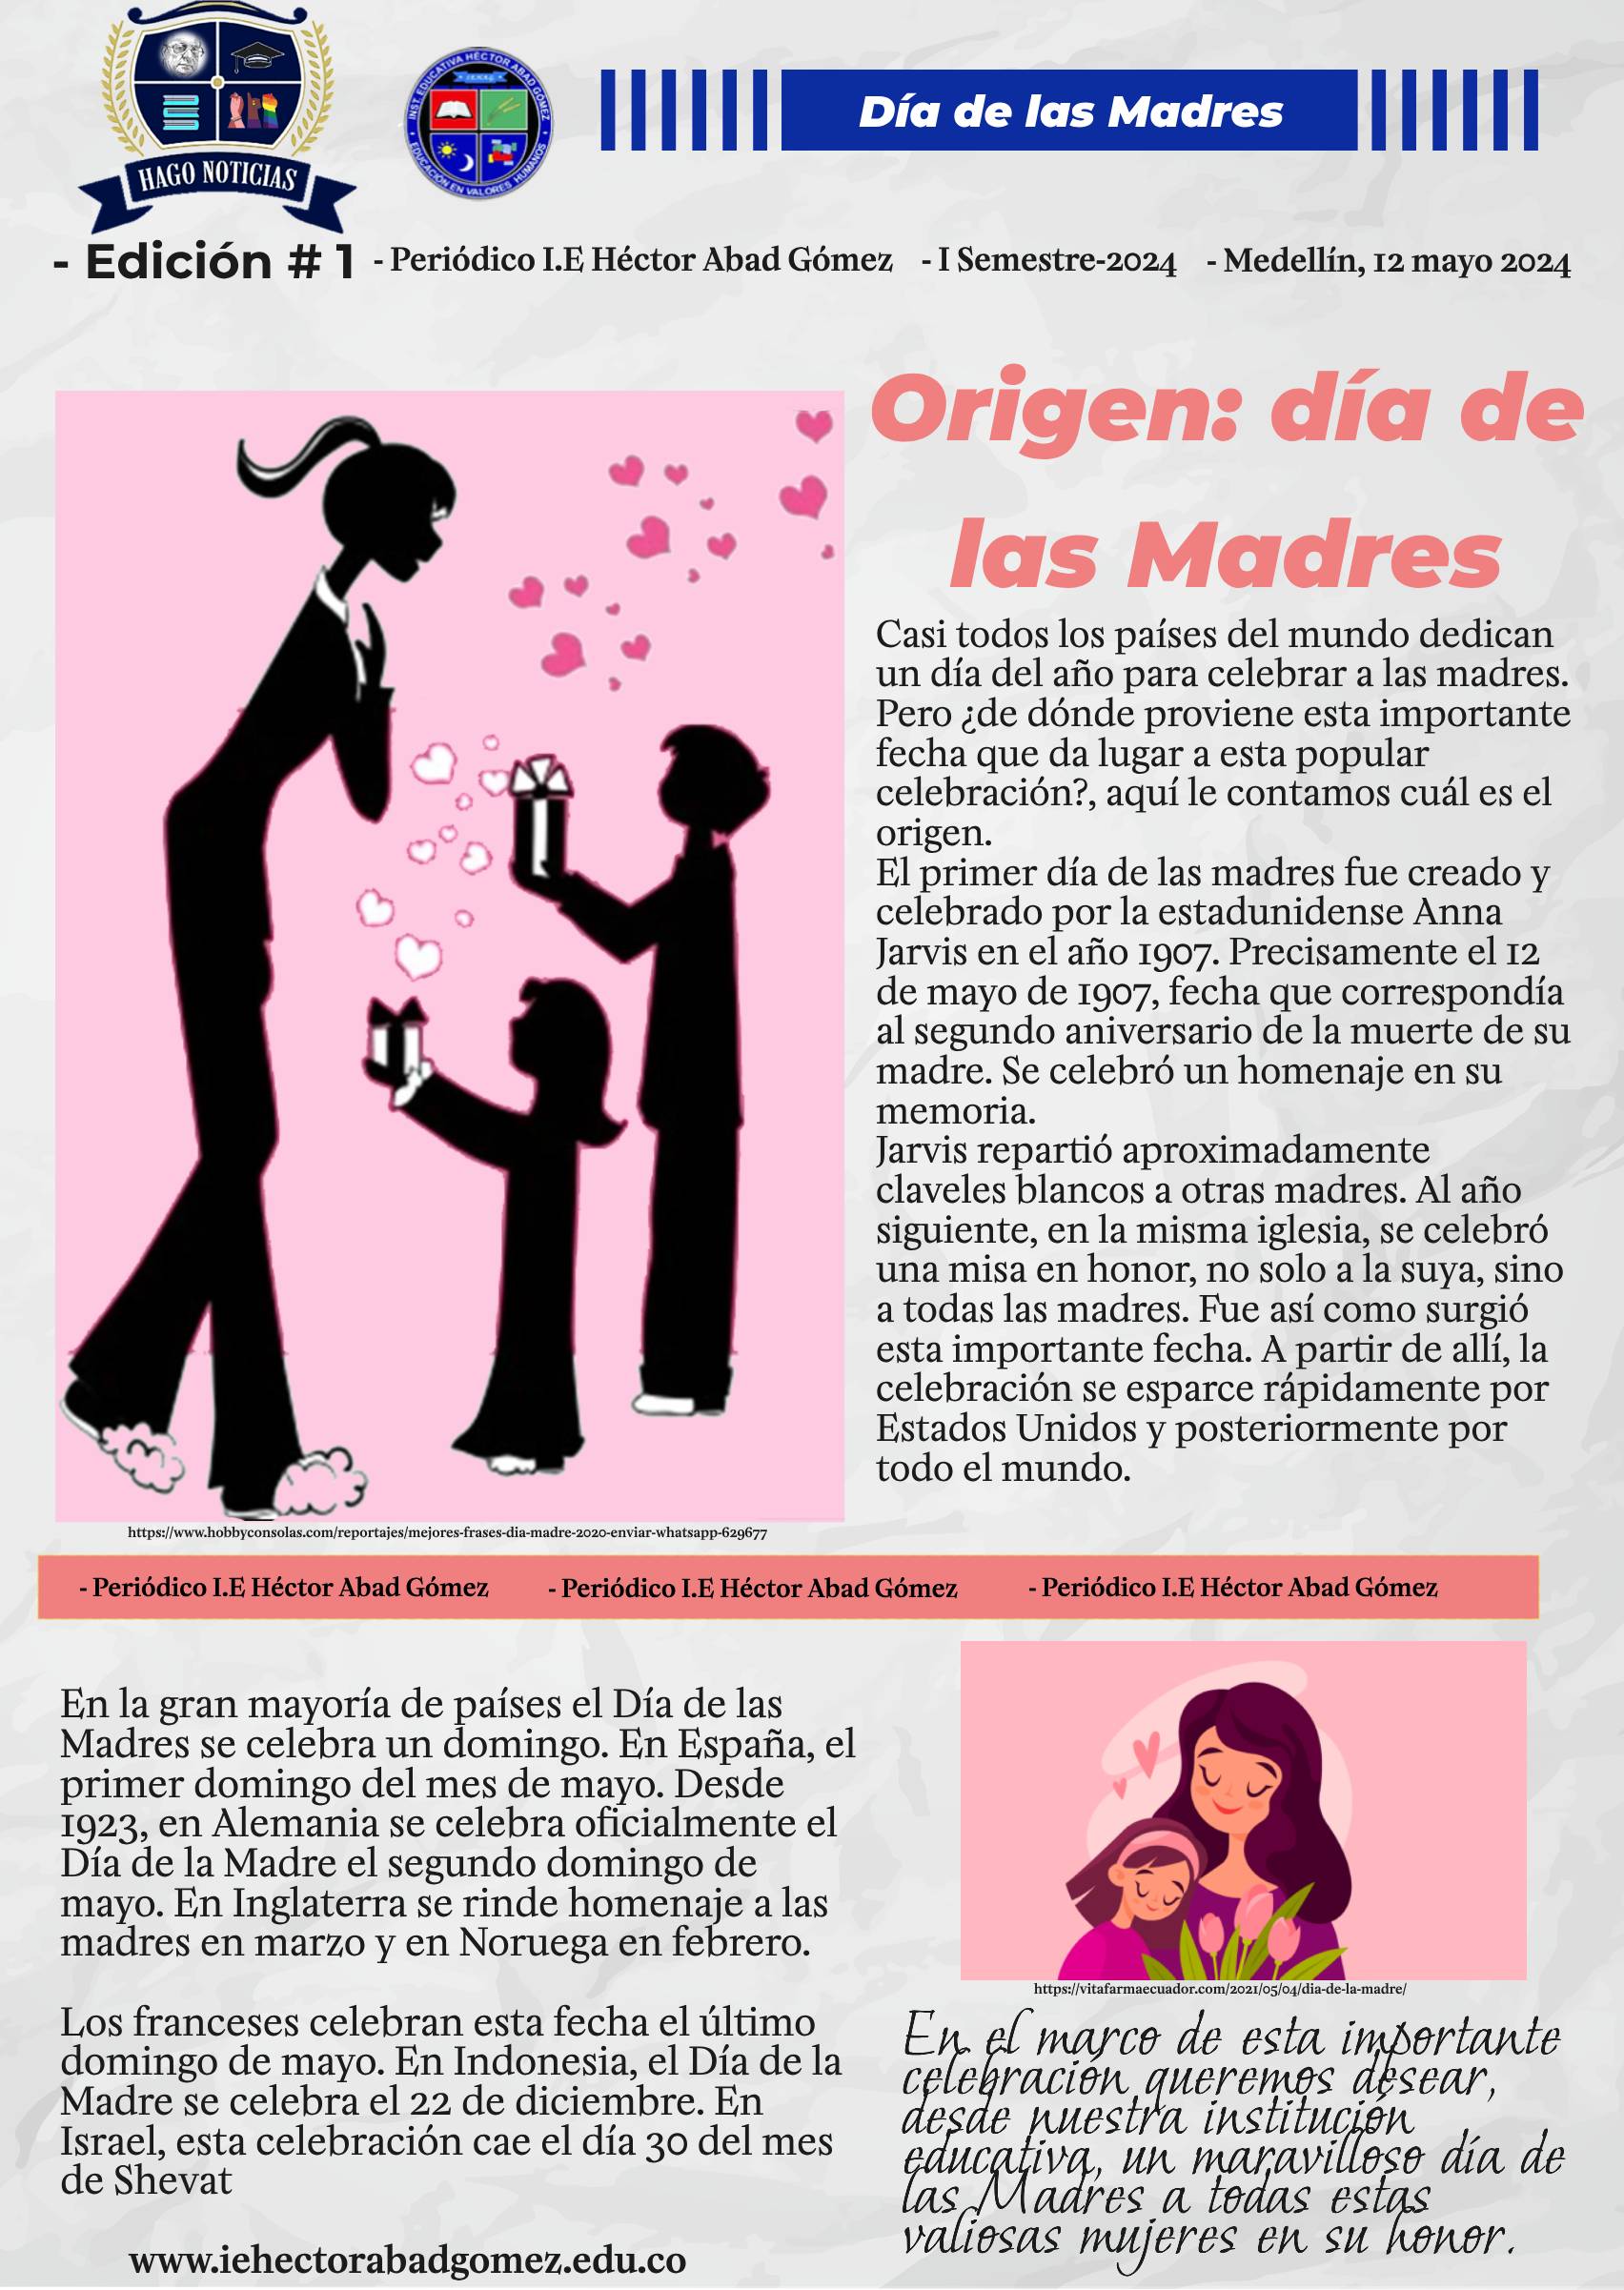 HAGO NOTICIAS
INST. EDUCATIVA HÉCTOR ABAD GÓMEZ
EDUCACIÓN EN VALORES HUMANOS
Día de las Madres
- Edición # 1
- Periódico I.E Héctor Abad Gómez
- I Semestre-2024
- Medellín, 12 mayo 2024
Origen: día de
las Madres
Casi todos los países del mundo dedican
un día del año para celebrar a las madres.
Pero ¿de dónde proviene esta importante
fecha que da lugar a esta popular
celebración?, aquí le contamos cuál es el
origen.
El primer día de las madres fue creado y
celebrado por la estadunidense Anna
Jarvis en el año 1907. Precisamente el 12
de mayo de 1907, fecha que correspondía
al segundo aniversario de la muerte de su
madre. Se celebró un homenaje en su
memoria.
Jarvis repartió aproximadamente
claveles blancos a otras madres. Al año
siguiente, en la misma iglesia, se celebró
una misa en honor, no solo a la suya, sino
a todas las madres. Fue así como surgió
esta importante fecha. A partir de allí, la
celebración se esparce rápidamente por
Estados Unidos y posteriormente por
todo el mundo.
https://www.hobbyconsolas.com/reportajes/mejores-frases-dia-madre-2020-enviar-whatsapp-629677
- Periódico I.E Héctor Abad Gómez
- Periódico I.E Héctor Abad Gómez
- Periódico I.E Héctor Abad Gómez
En la gran mayoría de países el Día de las
Madres se celebra un domingo. En España, el
primer domingo del mes de mayo. Desde
1923, en Alemania se celebra oficialmente el
Día de la Madre el segundo domingo de
mayo. En Inglaterra se rinde homenaje a las
madres en marzo y en Noruega en febrero.
Los franceses celebran esta fecha el último
domingo de mayo. En Indonesia, el Día de la
Madre se celebra el 22 de diciembre. En
Israel, esta celebración cae el día 30 del mes
de Shevat
www.iehectorabadgomez.edu.co
https://vitafarmaecuador.com/2021/05/04/dia-de-la-madre/
En el marco de esta importante
celebración queremos desear,
desde nuestra institución
educativa, un maravilloso día de
las Madres a todas estas
valiosas mujeres en su honor.